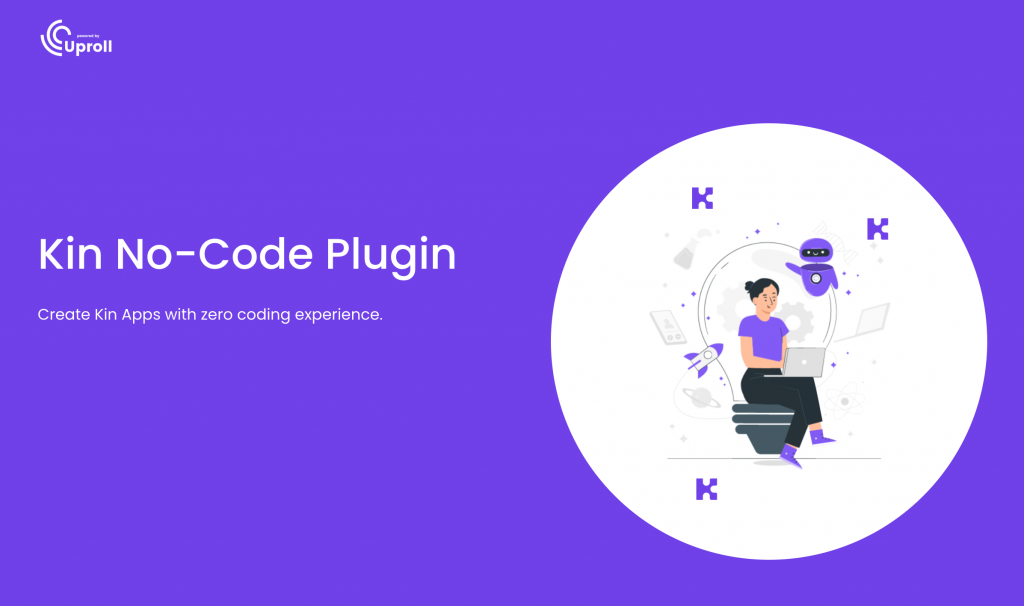 powered by
Uproll
Kin No-Code Plugin
Create Kin Apps with zero coding experience.